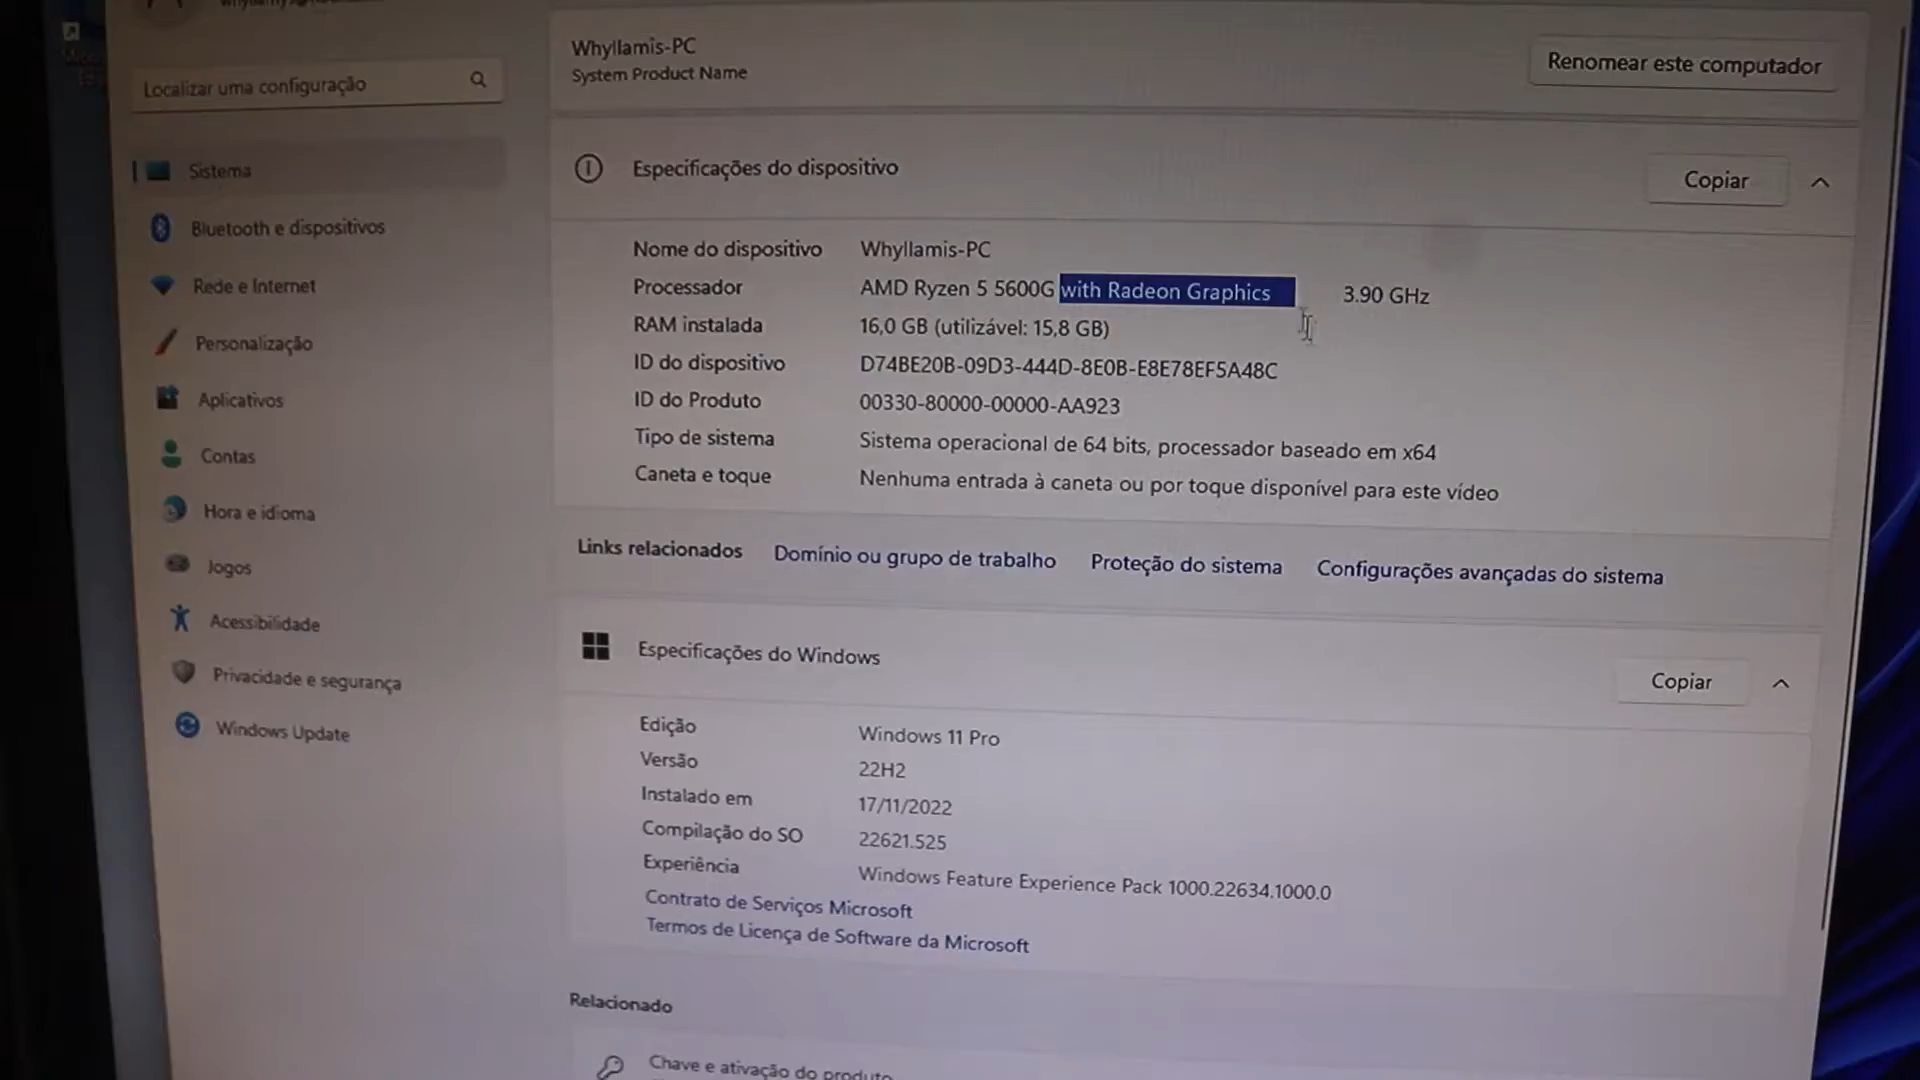 Whyllamis-PC
System Product Name
Renomear este computador
Localizar uma configuração
Especificações do dispositivo
Copiar
Sistema
Bluetooth e dispositivos
Rede e Internet
Personalização
Aplicativos
Contas
Hora e idioma
Jogos
Acessibilidade
Privacidade e segurança
Windows Update
Nome do dispositivo Whyllamis-PC
Processador AMD Ryzen 5 5600G with Radeon Graphics 3.90 GHz
RAM instalada 16,0 GB (utilizável: 15,8 GB)
ID do dispositivo D74BE20B-09D3-444D-8E0B-E8E78EF5A48C
ID do Produto 00330-80000-00000-AA923
Tipo de sistema Sistema operacional de 64 bits, processador baseado em x64
Caneta e toque Nenhuma entrada à caneta ou por toque disponível para este vídeo
Links relacionados Domínio ou grupo de trabalho Proteção do sistema Configurações avançadas do sistema
Especificações do Windows
Copiar
Edição Windows 11 Pro
Versão 22H2
Instalado em 17/11/2022
Compilação do SO 22621.525
Experiência Windows Feature Experience Pack 1000.22634.1000.0
Contrato de Serviços Microsoft
Termos de Licença de Software da Microsoft
Relacionado
Chave e ativação do produto